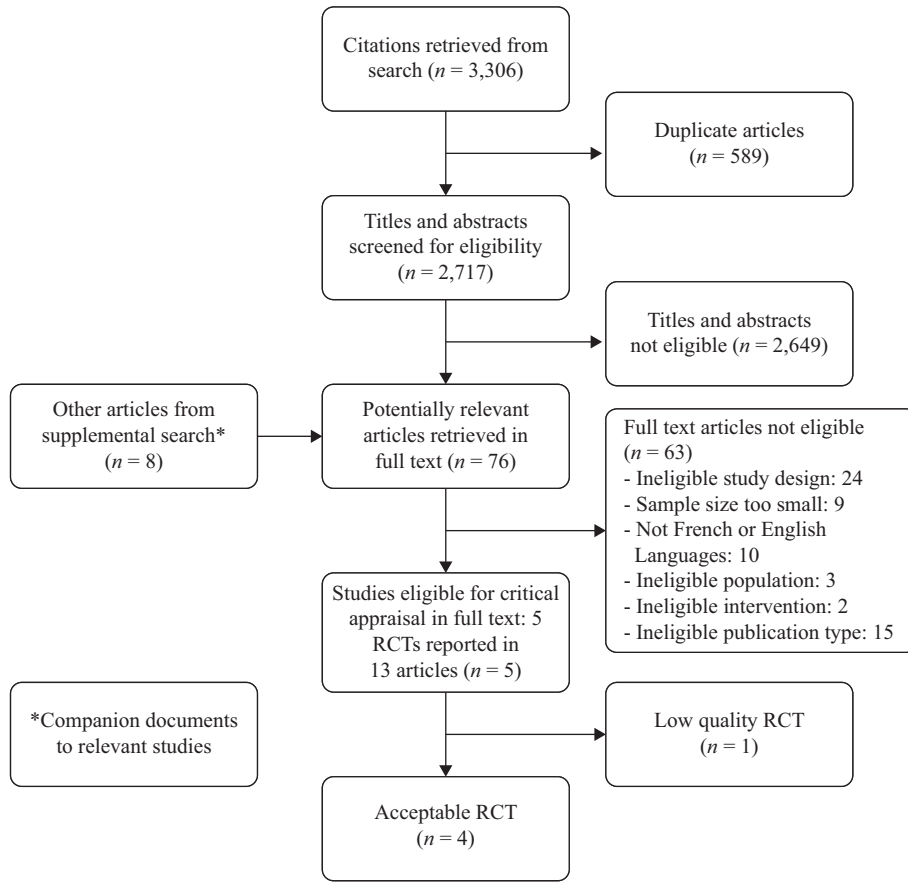 Citations retrieved from
search (n = 3,306)
Duplicate articles
(n = 589)
Titles and abstracts
screened for eligibility
(n = 2,717)
Titles and abstracts
not eligible (n = 2,649)
Other articles from
supplemental search*
(n = 8)
Potentially relevant
articles retrieved in
full text (n = 76)
Full text articles not eligible
(n = 63)
- Ineligible study design: 24
- Sample size too small: 9
- Not French or English
Languages: 10
- Ineligible population: 3
- Ineligible intervention: 2
- Ineligible publication type: 15
Studies eligible for critical
appraisal in full text: 5
RCTs reported in
13 articles (n = 5)
*Companion documents
to relevant studies
Low quality RCT
(n = 1)
Acceptable RCT
(n = 4)